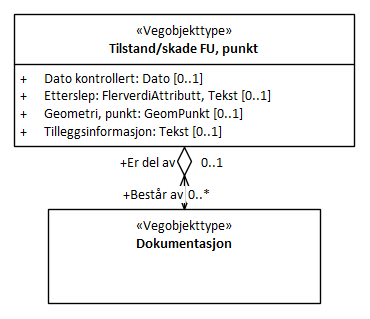 «Vegobjekttype»
Tilstand/skade FU, punkt
+ Dato kontrollert: Dato [0..1]
+ Etterslep: FlerverdiAttributt, Tekst [0..1]
+ Geometri, punkt: GeomPunkt [0..1]
+ Tilleggsinformasjon: Tekst [0..1]
+Er del av 0..1
+Består av 0..*
«Vegobjekttype»
Dokumentasjon